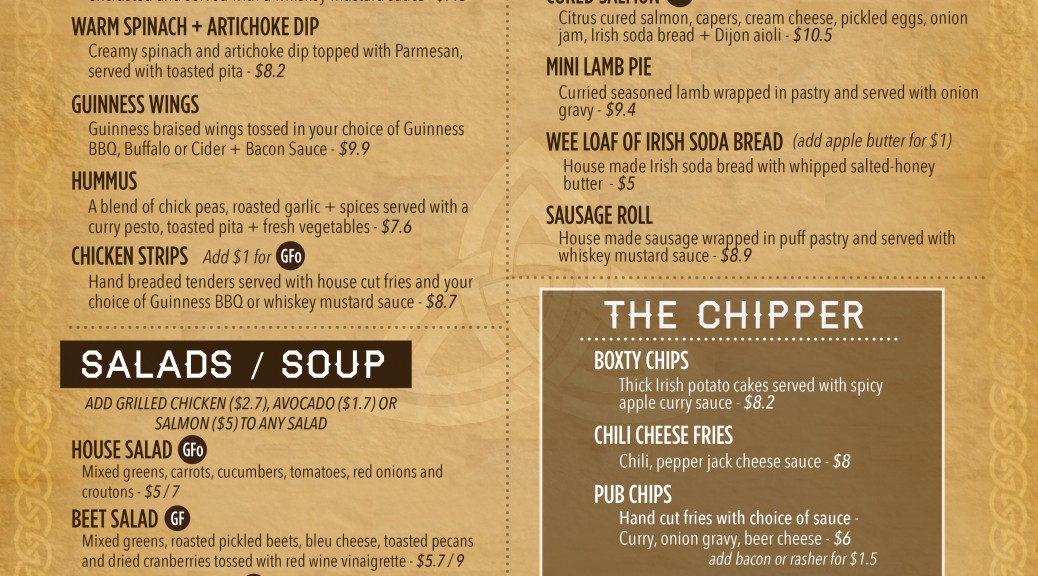 WARM SPINACH + ARTICHOKE DIP
Creamy spinach and artichoke dip topped with Parmesan,
served with toasted pita - $8.2
GUINNESS WINGS
Guinness braised wings tossed in your choice of Guinness
BBQ, Buffalo or Cider + Bacon Sauce - $9.9
HUMMUS
A blend of chick peas, roasted garlic + spices served with a
curry pesto, toasted pita + fresh vegetables - $7.6
CHICKEN STRIPS Add $1 for GFo
Hand breaded tenders served with house cut fries and your
choice of Guinness BBQ or whiskey mustard sauce - $8.7
SALADS / SOUP
ADD GRILLED CHICKEN ($2.7), AVOCADO ($1.7) OR
SALMON ($5) TO ANY SALAD
HOUSE SALAD GFo
Mixed greens, carrots, cucumbers, tomatoes, red onions and
croutons - $5 / 7
BEET SALAD GF
Mixed greens, roasted pickled beets, bleu cheese, toasted pecans
and dried cranberries tossed with red wine vinaigrette - $5.7 / 9
CURED SALMON
Citrus cured salmon, capers, cream cheese, pickled eggs, onion
jam, Irish soda bread + Dijon aioli - $10.5
MINI LAMB PIE
Curried seasoned lamb wrapped in pastry and served with onion
gravy - $9.4
WEE LOAF OF IRISH SODA BREAD (add apple butter for $1)
House made Irish soda bread with whipped salted-honey
butter - $5
SAUSAGE ROLL
House made sausage wrapped in puff pastry and served with
whiskey mustard sauce - $8.9
THE CHIPPER
BOXTY CHIPS
Thick Irish potato cakes served with spicy
apple curry sauce - $8.2
CHILI CHEESE FRIES
Chili, pepper jack cheese sauce - $8
PUB CHIPS
Hand cut fries with choice of sauce -
Curry, onion gravy, beer cheese - $6
add bacon or rasher for $1.5